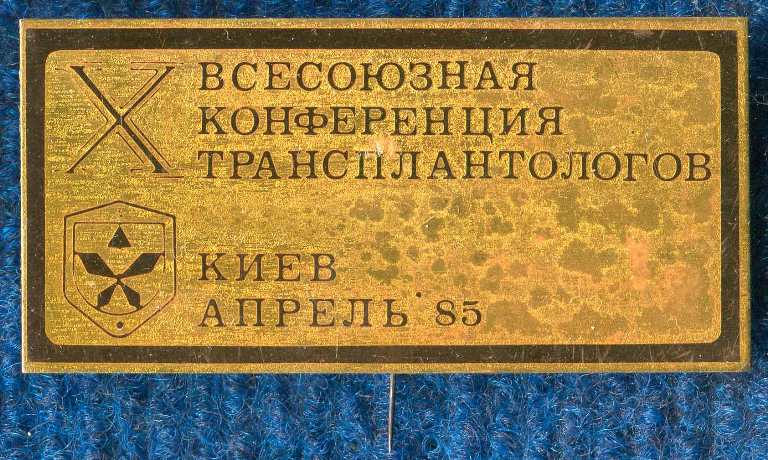 X ВСЕСОЮЗНАЯ
КОНФЕРЕНЦИЯ
ТРАНСПЛАНТОЛОГОВ
КИЕВ
АПРЕЛЬ '85